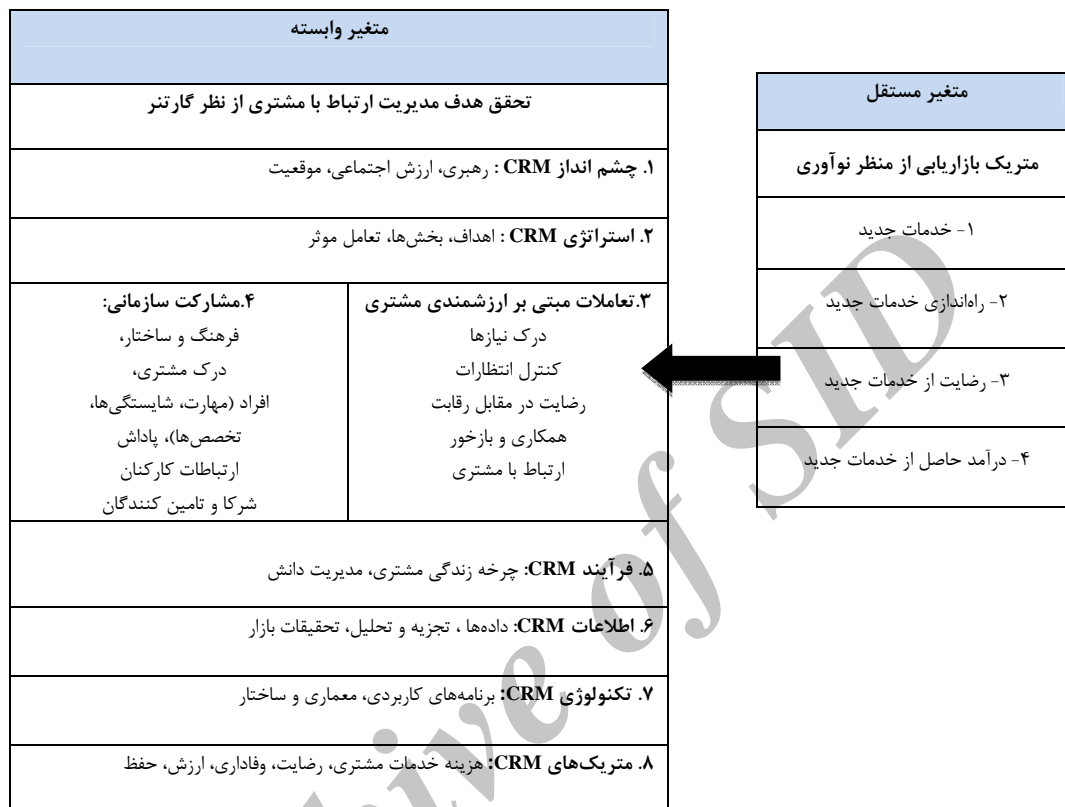 متغیر وابسته
تحقق هدف مدیریت ارتباط با مشتری از نظر گارتنر
۱. چشم انداز CRM : رهبری، ارزش اجتماعی، موقعیت
۲. استراتژی CRM : اهداف، بخش‌ها، تعامل موثر
۳.تعاملات مبتی بر ارزشمندی مشتری
درک نیازها
کنترل انتظارات
رضایت در مقابل رقابت
همکاری و بازخور
ارتباط با مشتری
۴.مشارکت سازمانی:
فرهنگ و ساختار،
درک مشتری،
افراد (مهارت، شایستگی‌ها،
تخصص‌ها)، پاداش
ارتباطات کارکنان
شرکا و تامین کنندگان
۵. فرآیند CRM: چرخه زندگی مشتری، مدیریت دانش
۶. اطلاعات CRM: داده‌ها ، تجزیه و تحلیل، تحقیقات بازار
۷. تکنولوژی CRM: برنامه‌های کاربردی، معماری و ساختار
۸. متریک‌های CRM: هزینه خدمات مشتری، رضایت، وفاداری، ارزش، حفظ
متغیر مستقل
متریک بازاریابی از منظر نوآوری
۱- خدمات جدید
۲- راه‌اندازی خدمات جدید
۳- رضایت از خدمات جدید
۴- درآمد حاصل از خدمات جدید
hive of SID